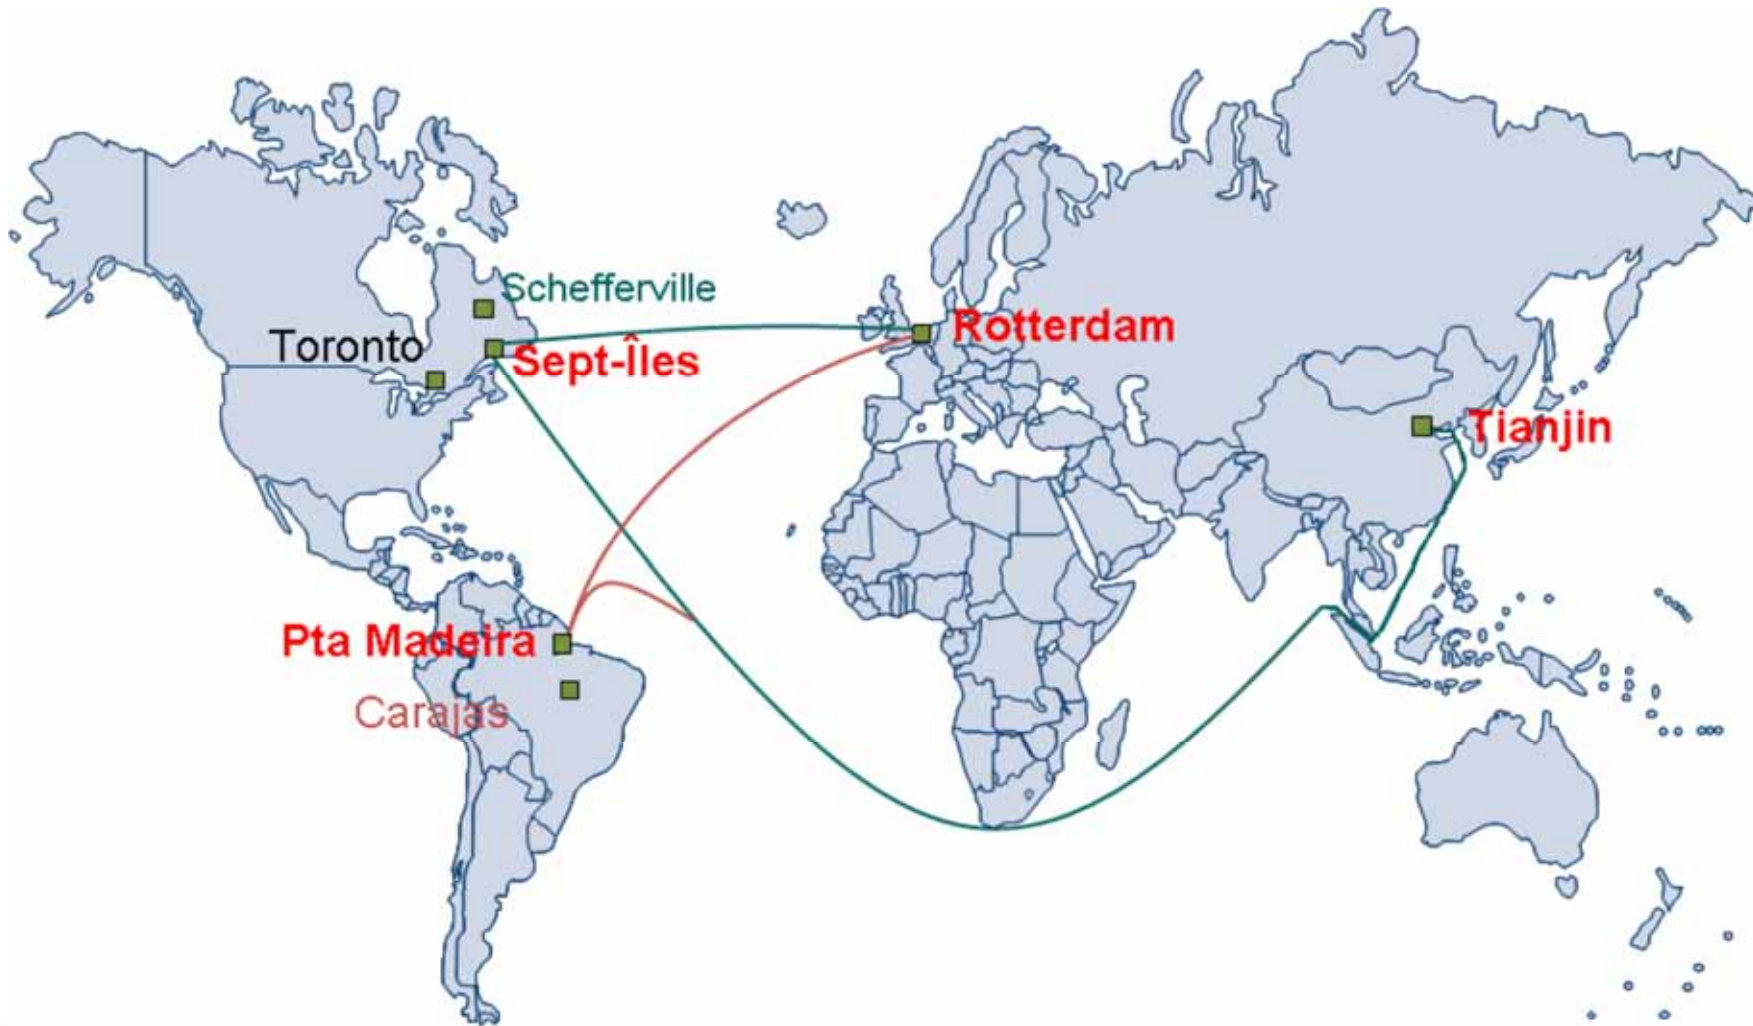 Schefferville
Rotterdam
Toronto
Sept-Îles
Tianjin
Pta Madeira
Carajas